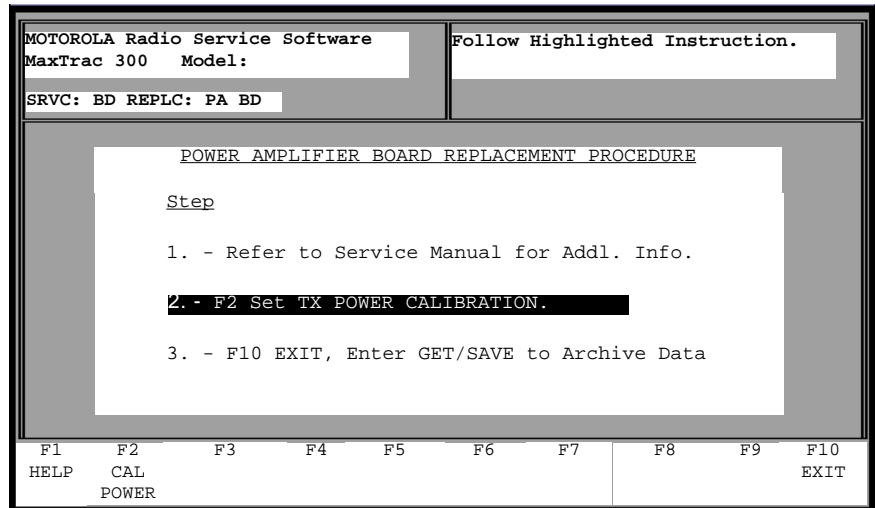 MOTOROLA Radio Service Software
MaxTrac 300 Model:
SRVC: BD REPLC: PA BD
Follow Highlighted Instruction.
POWER AMPLIFIER BOARD REPLACEMENT PROCEDURE
Step
1. - Refer to Service Manual for Addl. Info.
2. - F2 Set TX POWER CALIBRATION.
3. - F10 EXIT, Enter GET/SAVE to Archive Data
F1 F2 F3 F4 F5 F6 F7 F8 F9 F10
HELP CAL EXIT
POWER